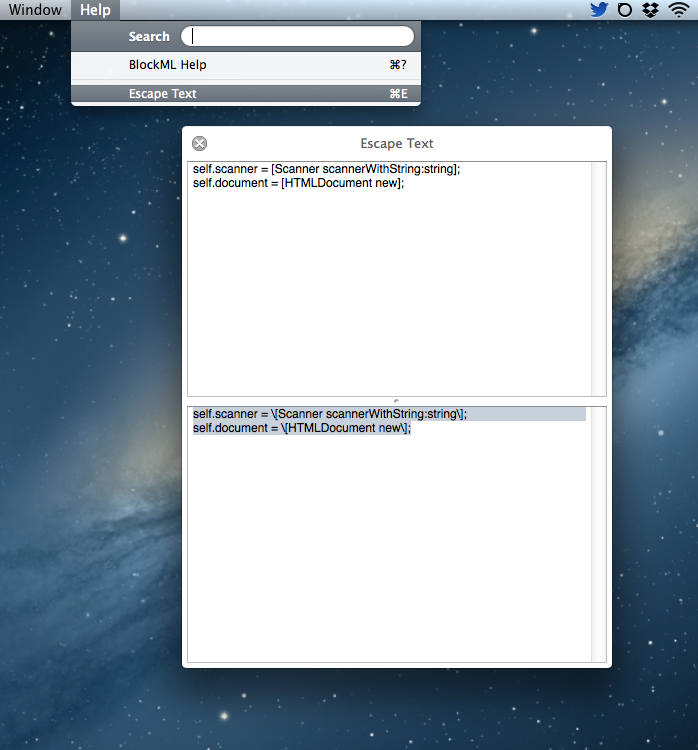 Window Help
Search
BlockML Help ⌘?
Escape Text ⌘E
Escape Text
self.scanner = [Scanner scannerWithString:string];
self.document = [HTMLDocument new];
self.scanner = \[Scanner scannerWithString:string\];
self.document = \[HTMLDocument new\];